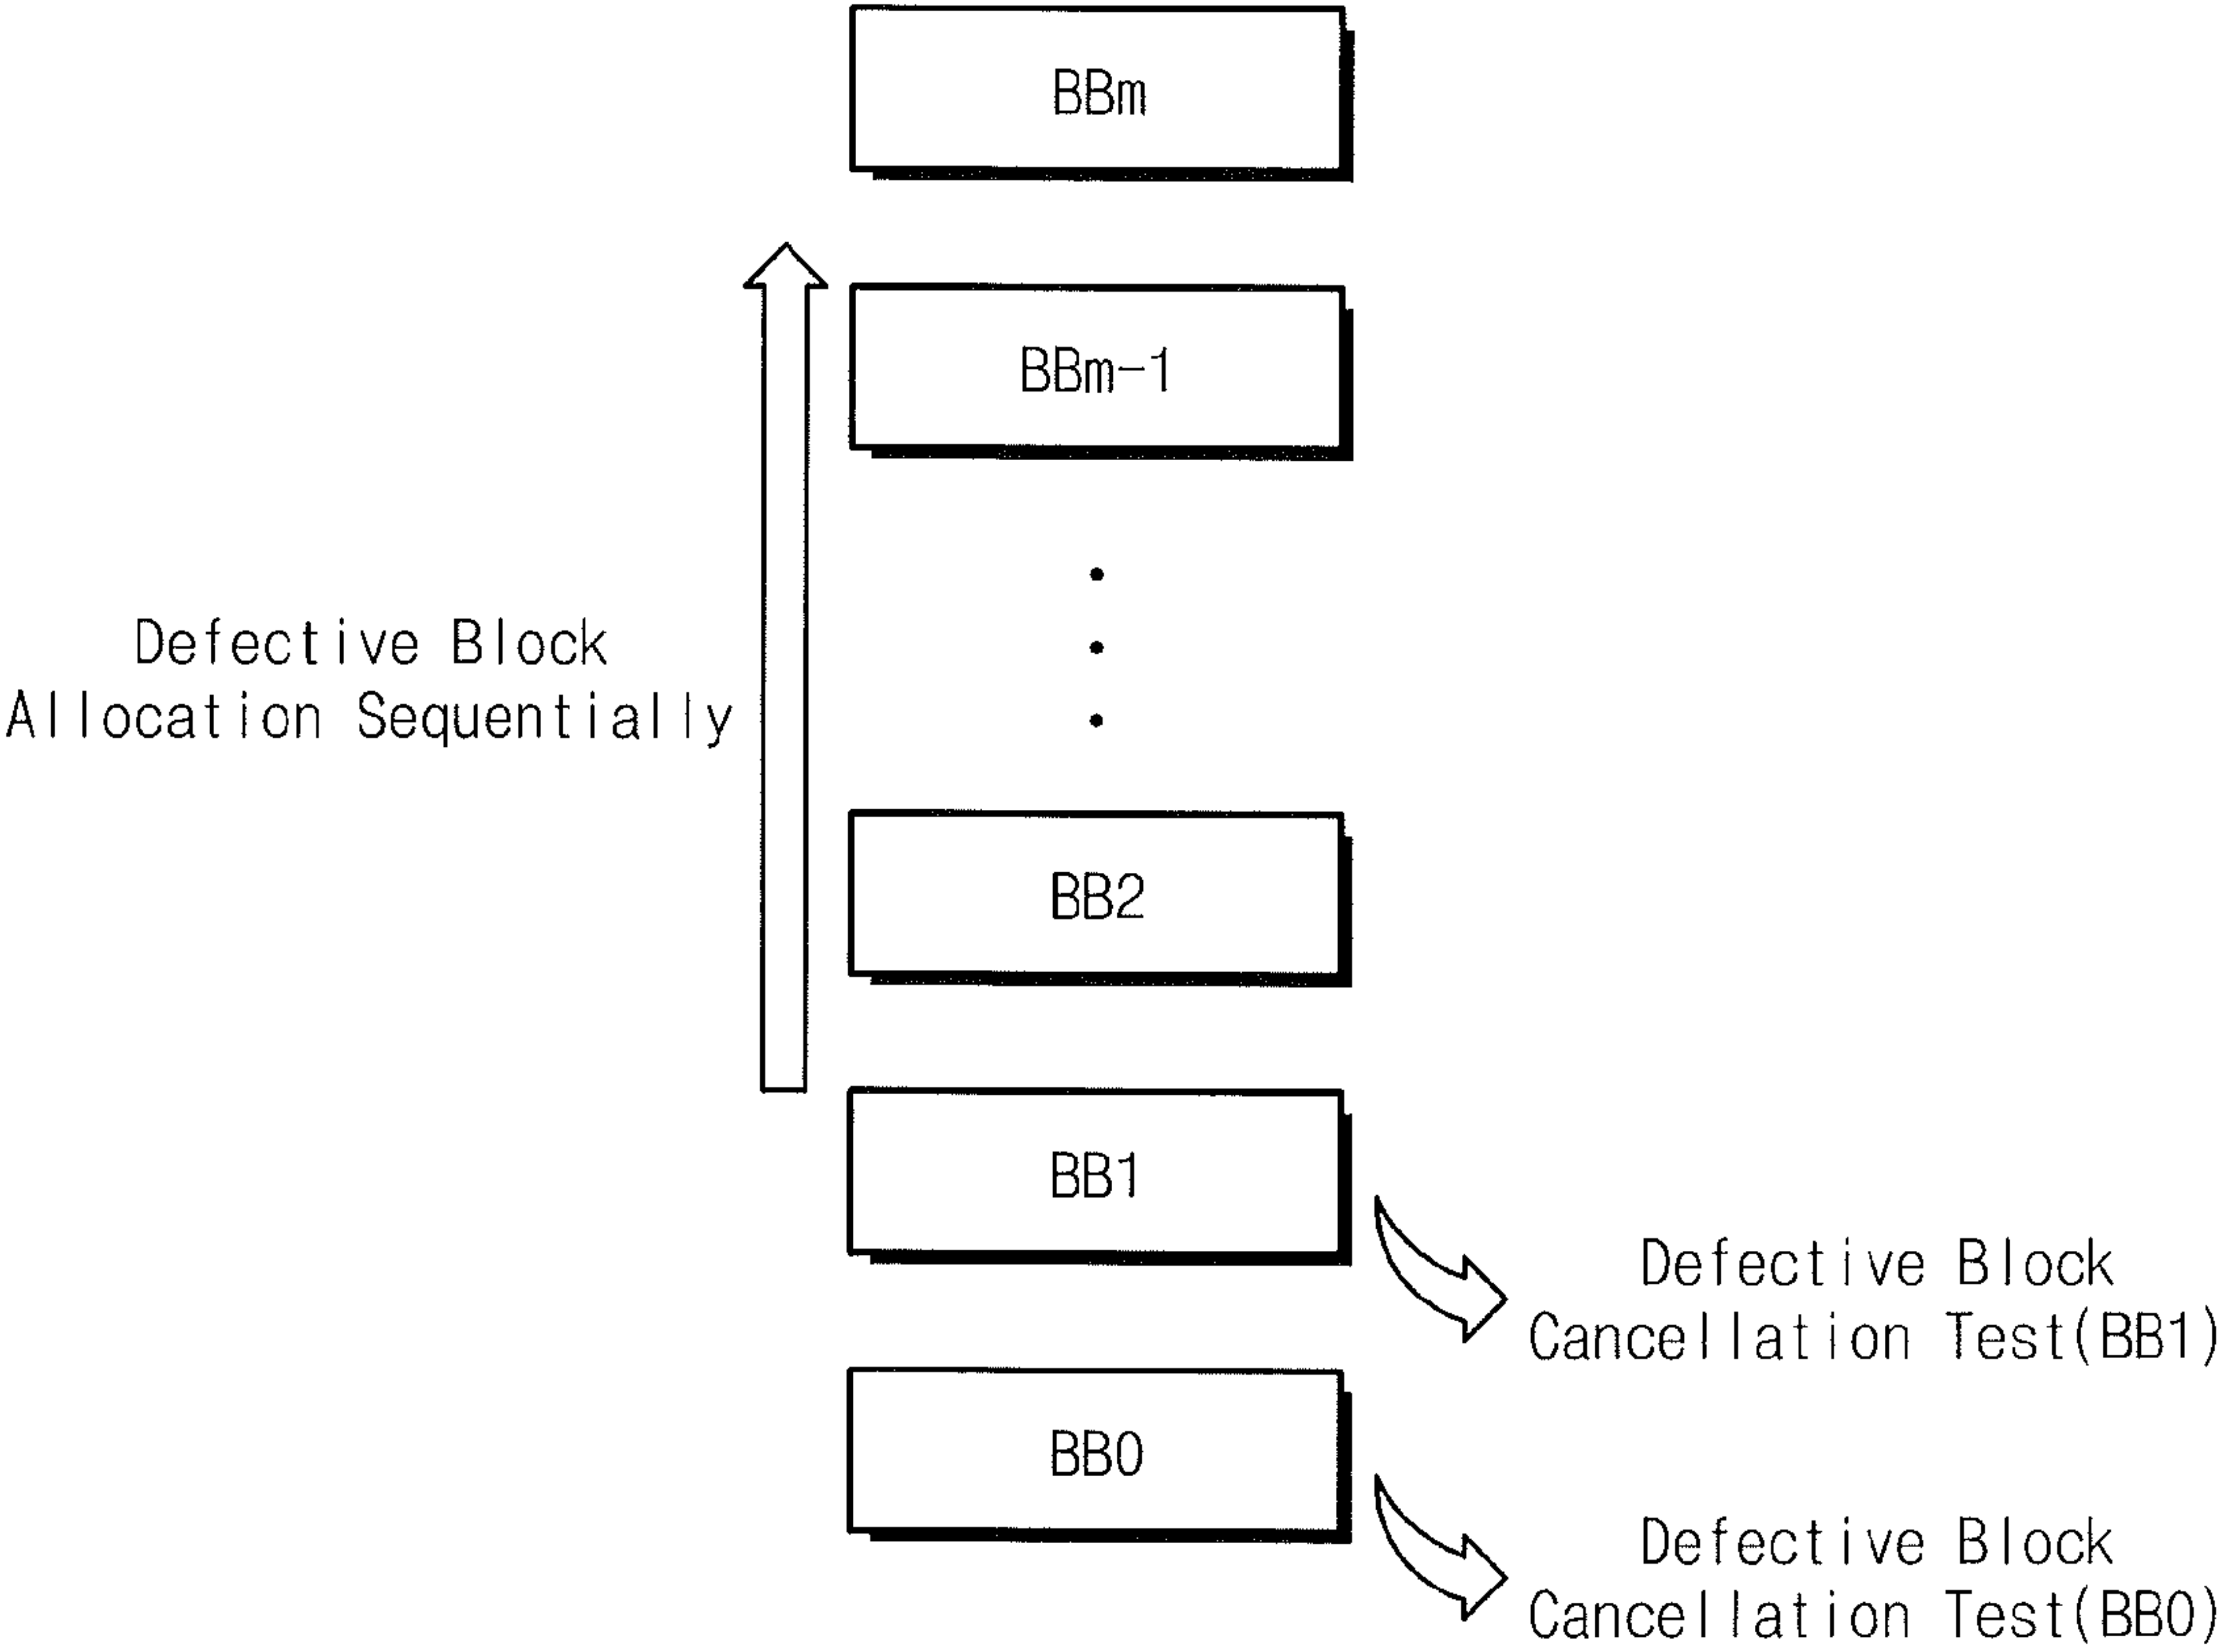 BBm
BBm-1
Defective Block
Allocation Sequentially
BB2
BB1
Defective Block
Cancellation Test(BB1)
BB0
Defective Block
Cancellation Test(BB0)